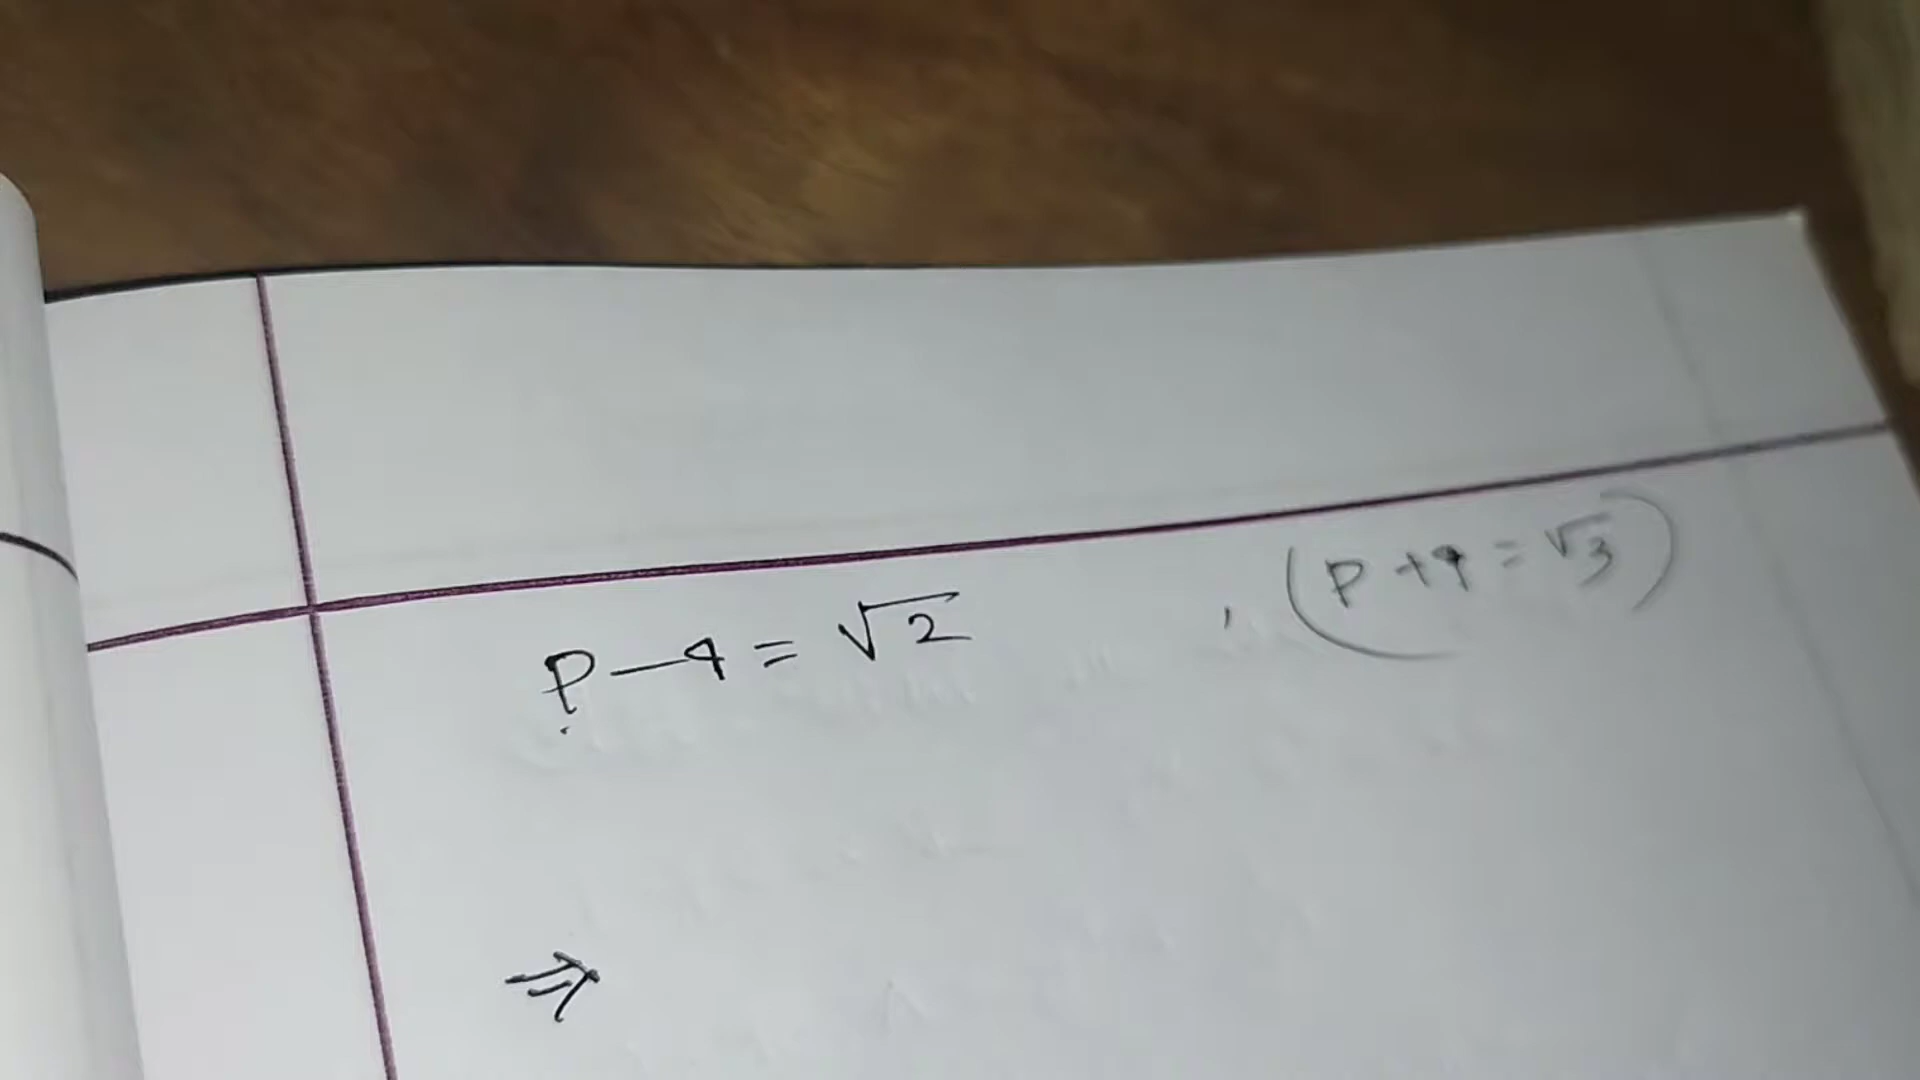 P - q = √2 , (P + q = √3)
⇒